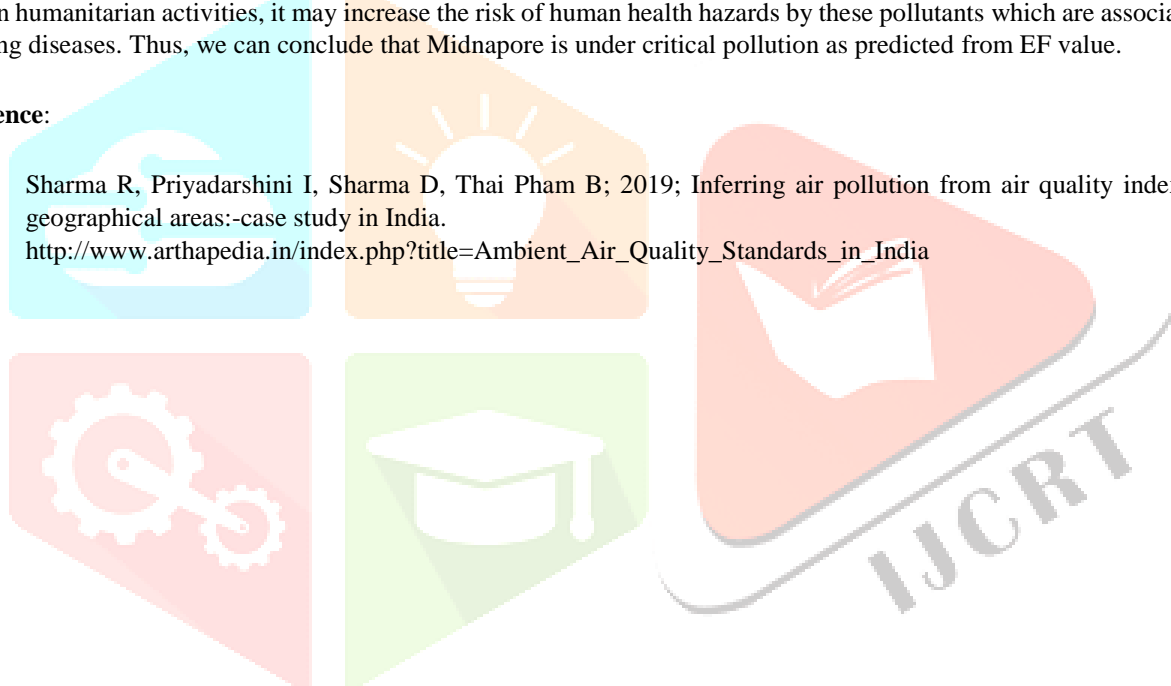 n humanitarian activities, it may increase the risk of human health hazards by these pollutants which are associa
ng diseases. Thus, we can conclude that Midnapore is under critical pollution as predicted from EF value.
ence:
Sharma R, Priyadarshini I, Sharma D, Thai Pham B; 2019; Inferring air pollution from air quality index
geographical areas:-case study in India.
http://www.arthapedia.in/index.php?title=Ambient_Air_Quality_Standards_in_India
IJCRT